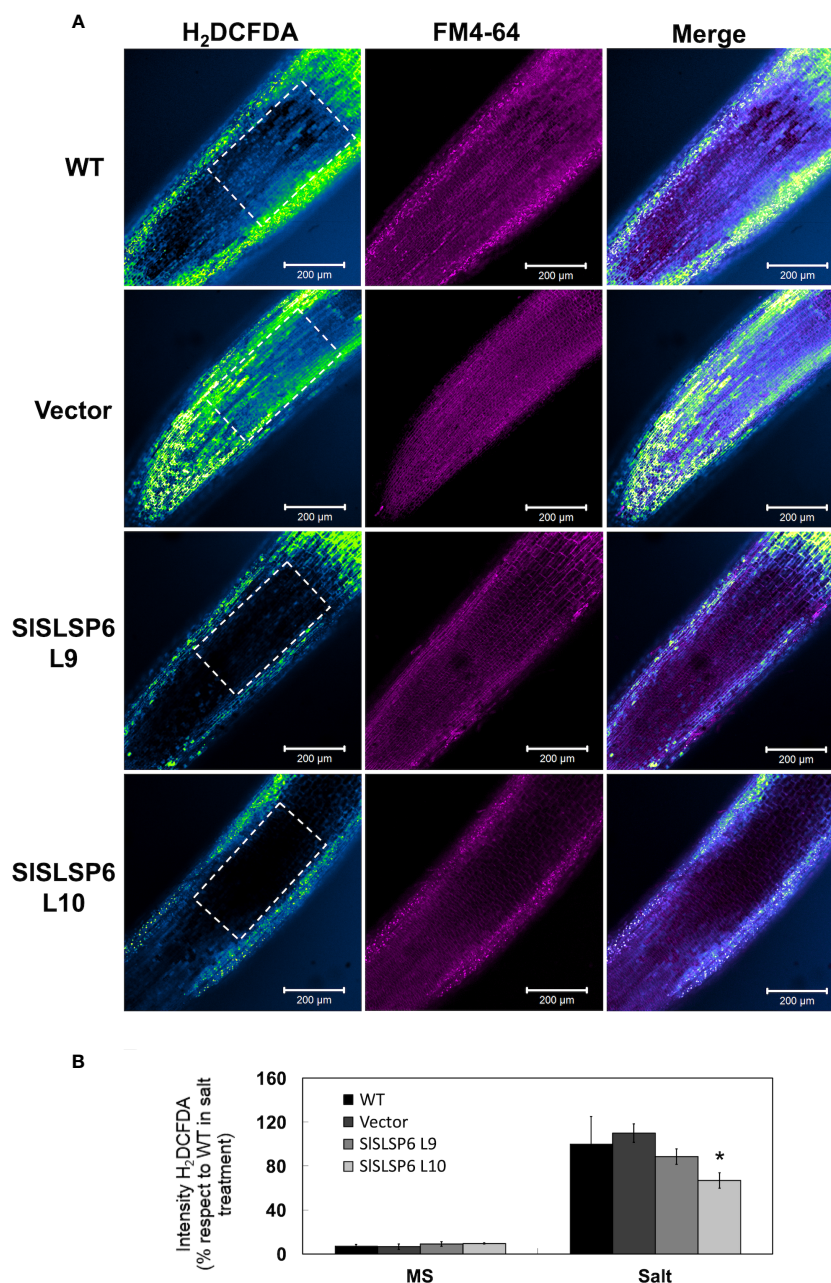 A
H₂DCFDA FM4-64 Merge
WT
200 µm 200 µm 200 µm
Vector
200 µm 200 µm 200 µm
SlSLSP6
L9
200 µm 200 µm 200 µm
SlSLSP6
L10
200 µm 200 µm 200 µm
B
Intensity H₂DCFDA
(% respect to WT in salt
treatment)
160
120
80
40
0
WT
Vector
SlSLSP6 L9
SlSLSP6 L10
*
MS Salt